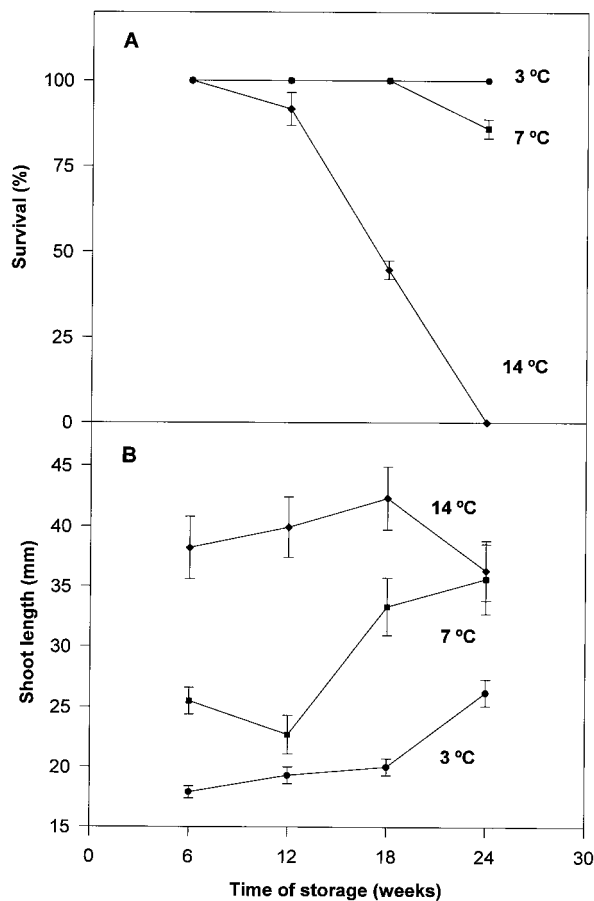 A
100
75
50
25
0
Survival (%)
3 ºC
7 ºC
14 ºC
B
45
40
35
30
25
20
15
Shoot length (mm)
14 ºC
7 ºC
3 ºC
0 6 12 18 24 30
Time of storage (weeks)